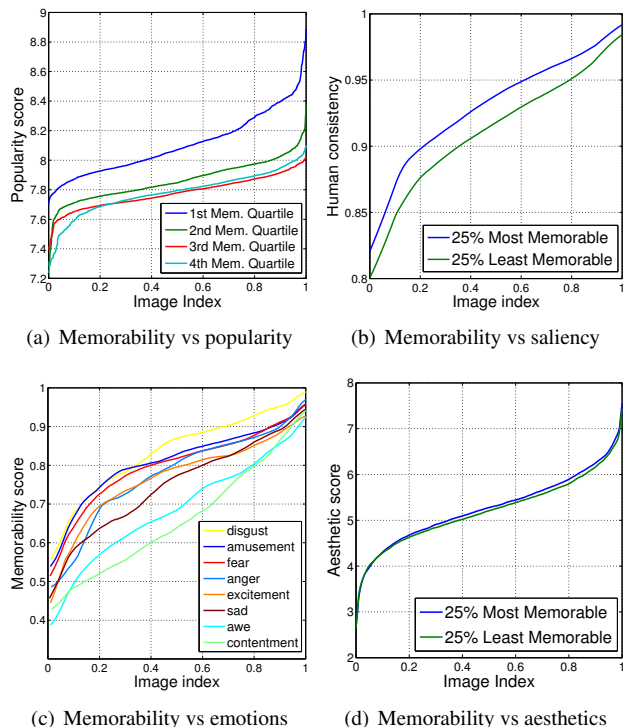 9
8.8
8.6
8.4
8.2
8
7.8
7.6
7.4
7.2
0.2 0.4 0.6 0.8 1
Popularity score
Image Index
1st Mem. Quartile
2nd Mem. Quartile
3rd Mem. Quartile
4th Mem. Quartile
(a) Memorability vs popularity
1
0.95
0.9
0.85
0.8
0 0.2 0.4 0.6 0.8 1
Human consistency
Image index
25% Most Memorable
25% Least Memorable
(b) Memorability vs saliency
1
0.9
0.8
0.7
0.6
0.5
0.4
0 0.2 0.4 0.6 0.8 1
Memorability score
Image Index
disgust
amusement
fear
anger
excitement
sad
awe
contentment
(c) Memorability vs emotions
8
7
6
5
4
3
2
0 0.2 0.4 0.6 0.8 1
Aesthetic score
Image Index
25% Most Memorable
25% Least Memorable
(d) Memorability vs aesthetics